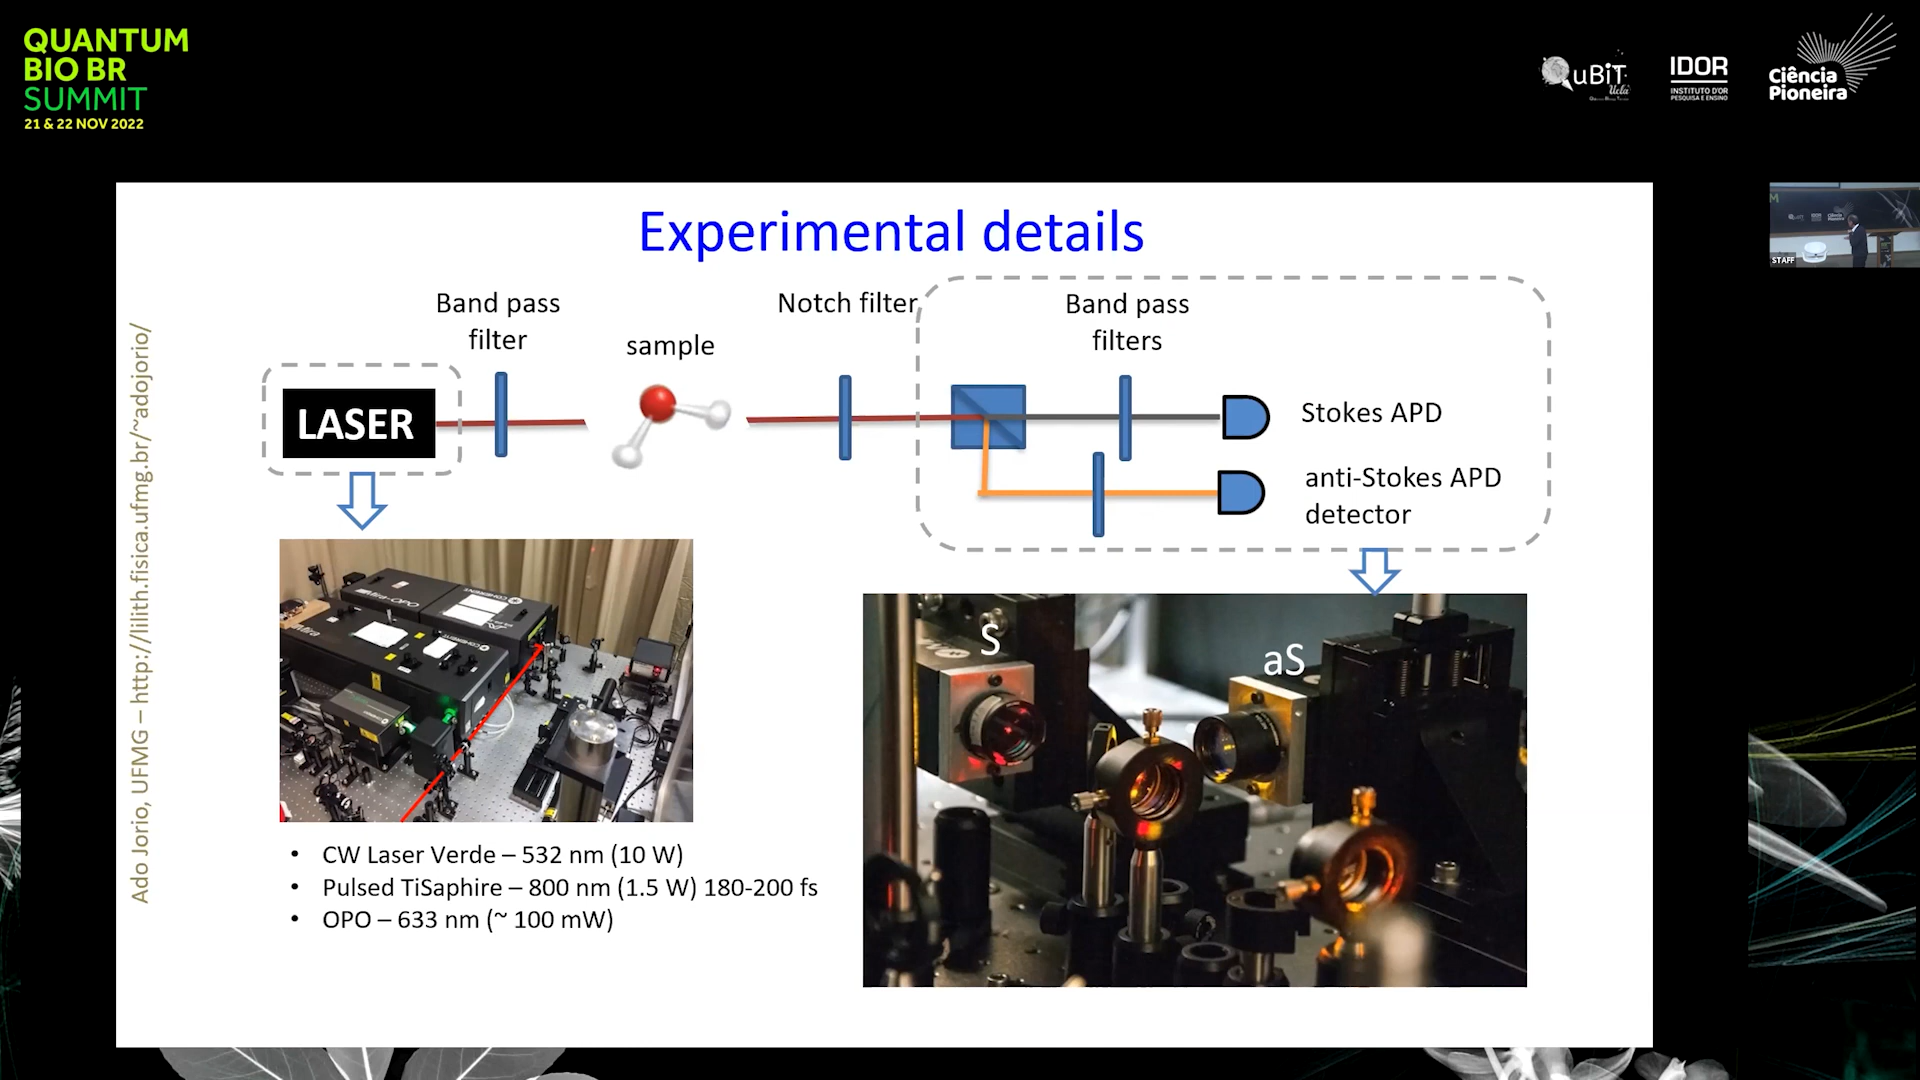 QUANTUM
BIO BR
SUMMIT
21 & 22 NOV 2022
QuBiT
Ucla
IDOR
INSTITUTO D'OR
PESQUISA E ENSINO
Ciência
Pioneira
STAFF
Experimental details
Band pass
filter
sample
Notch filter
Band pass
filters
LASER
Stokes APD
anti-Stokes APD
detector
Ado Jorio, UFMG – http://lilith.fisica.ufmg.br/~adojorio/
S
aS
• CW Laser Verde – 532 nm (10 W)
• Pulsed TiSaphire – 800 nm (1.5 W) 180-200 fs
• OPO – 633 nm (~ 100 mW)